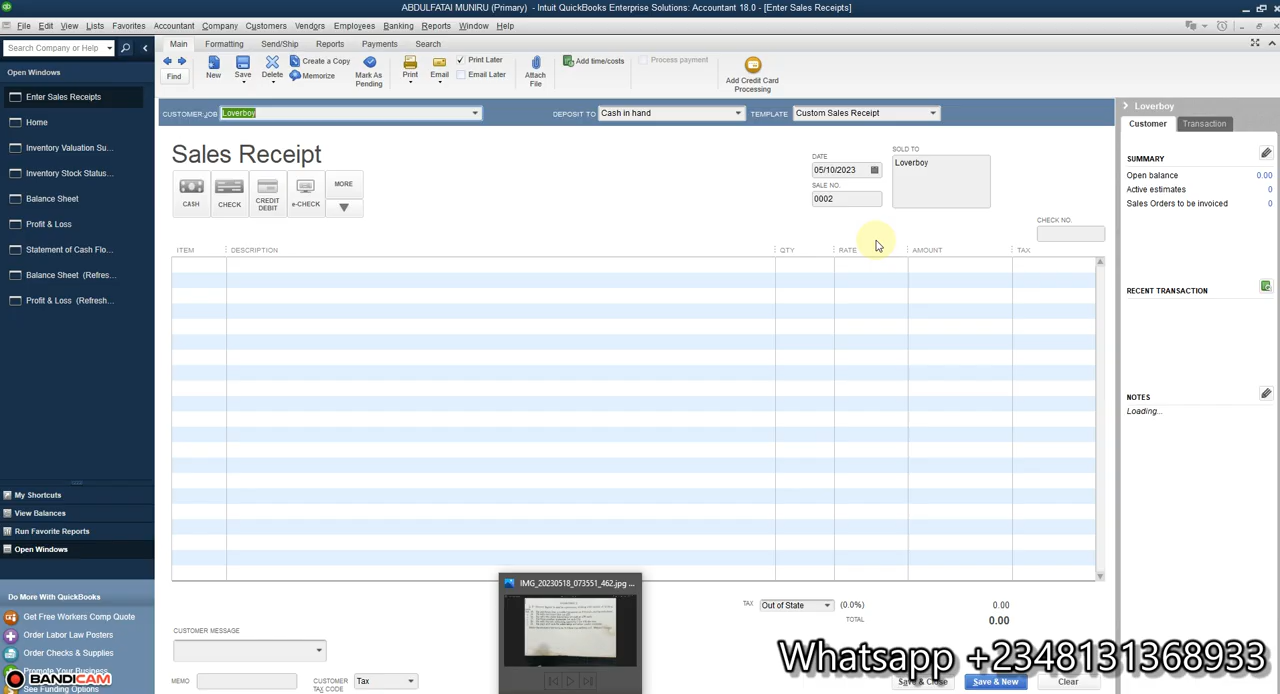 ABDULFATAI MUNIRU (Primary) - Intuit QuickBooks Enterprise Solutions: Accountant 18.0 - [Enter Sales Receipts]
File Edit View Lists Favorites Accountant Company Customers Vendors Employees Banking Reports Window Help
Search Company or Help
Main Formatting Send/Ship Reports Payments Search
Find
New
Save
Delete
Create a Copy
Memorize
Mark As
Pending
Print
Email
Print Later
Email Later
Attach
File
Add time/costs
Process payment
Add Credit Card
Processing
Open Windows
Enter Sales Receipts
Home
Inventory Valuation Su...
Inventory Stock Status...
Balance Sheet
Profit & Loss
Statement of Cash Flo...
Balance Sheet (Refres...
Profit & Loss (Refresh...
My Shortcuts
View Balances
Run Favorite Reports
Open Windows
Do More With QuickBooks
Get Free Workers Comp Quote
Order Labor Law Posters
Order Checks & Supplies
Promote Your Business
See Funding Options
BANDICAM
CUSTOMER:JOB Loverboy
DEPOSIT TO Cash in hand
TEMPLATE Custom Sales Receipt
Sales Receipt
CASH
CHECK
CREDIT
DEBIT
e-CHECK
MORE
DATE
05/10/2023
SALE NO.
0002
SOLD TO
Loverboy
CHECK NO.
ITEM DESCRIPTION QTY RATE AMOUNT TAX
IMG_20230518_073551_462.jpg ...
TAX Out of State (0.0%) 0.00
TOTAL 0.00
CUSTOMER MESSAGE
MEMO
CUSTOMER
TAX CODE
Tax
Save & Close
Save & New
Clear
Whatsapp +2348131368933
Loverboy
Customer Transaction
SUMMARY
Open balance 0.00
Active estimates 0
Sales Orders to be invoiced 0
RECENT TRANSACTION
NOTES
Loading...